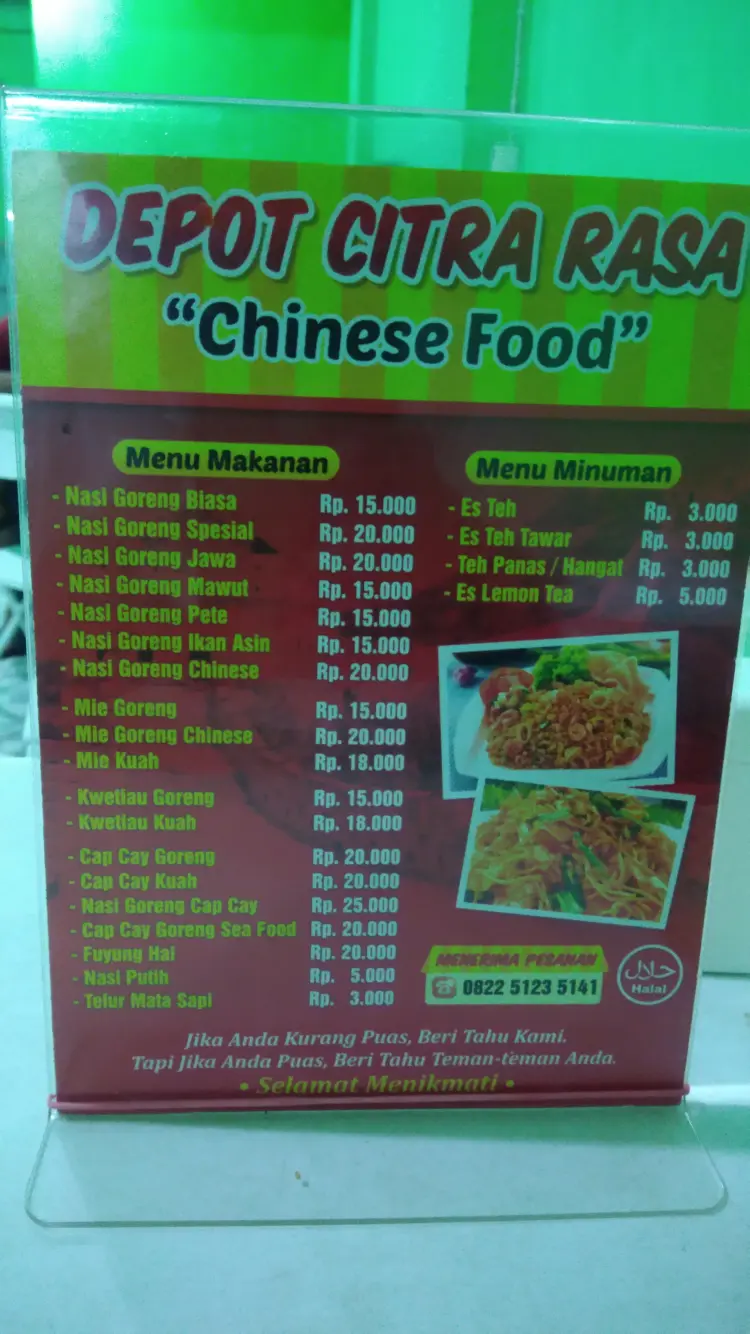 DEPOT CITRA RASA
“Chinese Food”
Menu Makanan
- Nasi Goreng Biasa Rp. 15.000
- Nasi Goreng Spesial Rp. 20.000
- Nasi Goreng Jawa Rp. 20.000
- Nasi Goreng Mawut Rp. 15.000
- Nasi Goreng Pete Rp. 15.000
- Nasi Goreng Ikan Asin Rp. 15.000
- Nasi Goreng Chinese Rp. 20.000
- Mie Goreng Rp. 15.000
- Mie Goreng Chinese Rp. 20.000
- Mie Kuah Rp. 18.000
- Kwetiau Goreng Rp. 15.000
- Kwetiau Kuah Rp. 18.000
- Cap Cay Goreng Rp. 20.000
- Cap Cay Kuah Rp. 20.000
- Nasi Goreng Cap Cay Rp. 25.000
- Cap Cay Goreng Sea Food Rp. 20.000
- Fuyung Hai Rp. 20.000
- Nasi Putih Rp. 5.000
- Telur Mata Sapi Rp. 3.000
Menu Minuman
- Es Teh Rp. 3.000
- Es Teh Tawar Rp. 3.000
- Teh Panas / Hangat Rp. 3.000
- Es Lemon Tea Rp. 5.000
MENERIMA PESANAN
0822 5123 5141
حلال
Halal
Jika Anda Kurang Puas, Beri Tahu Kami.
Tapi Jika Anda Puas, Beri Tahu Teman-teman Anda.
• Selamat Menikmati •